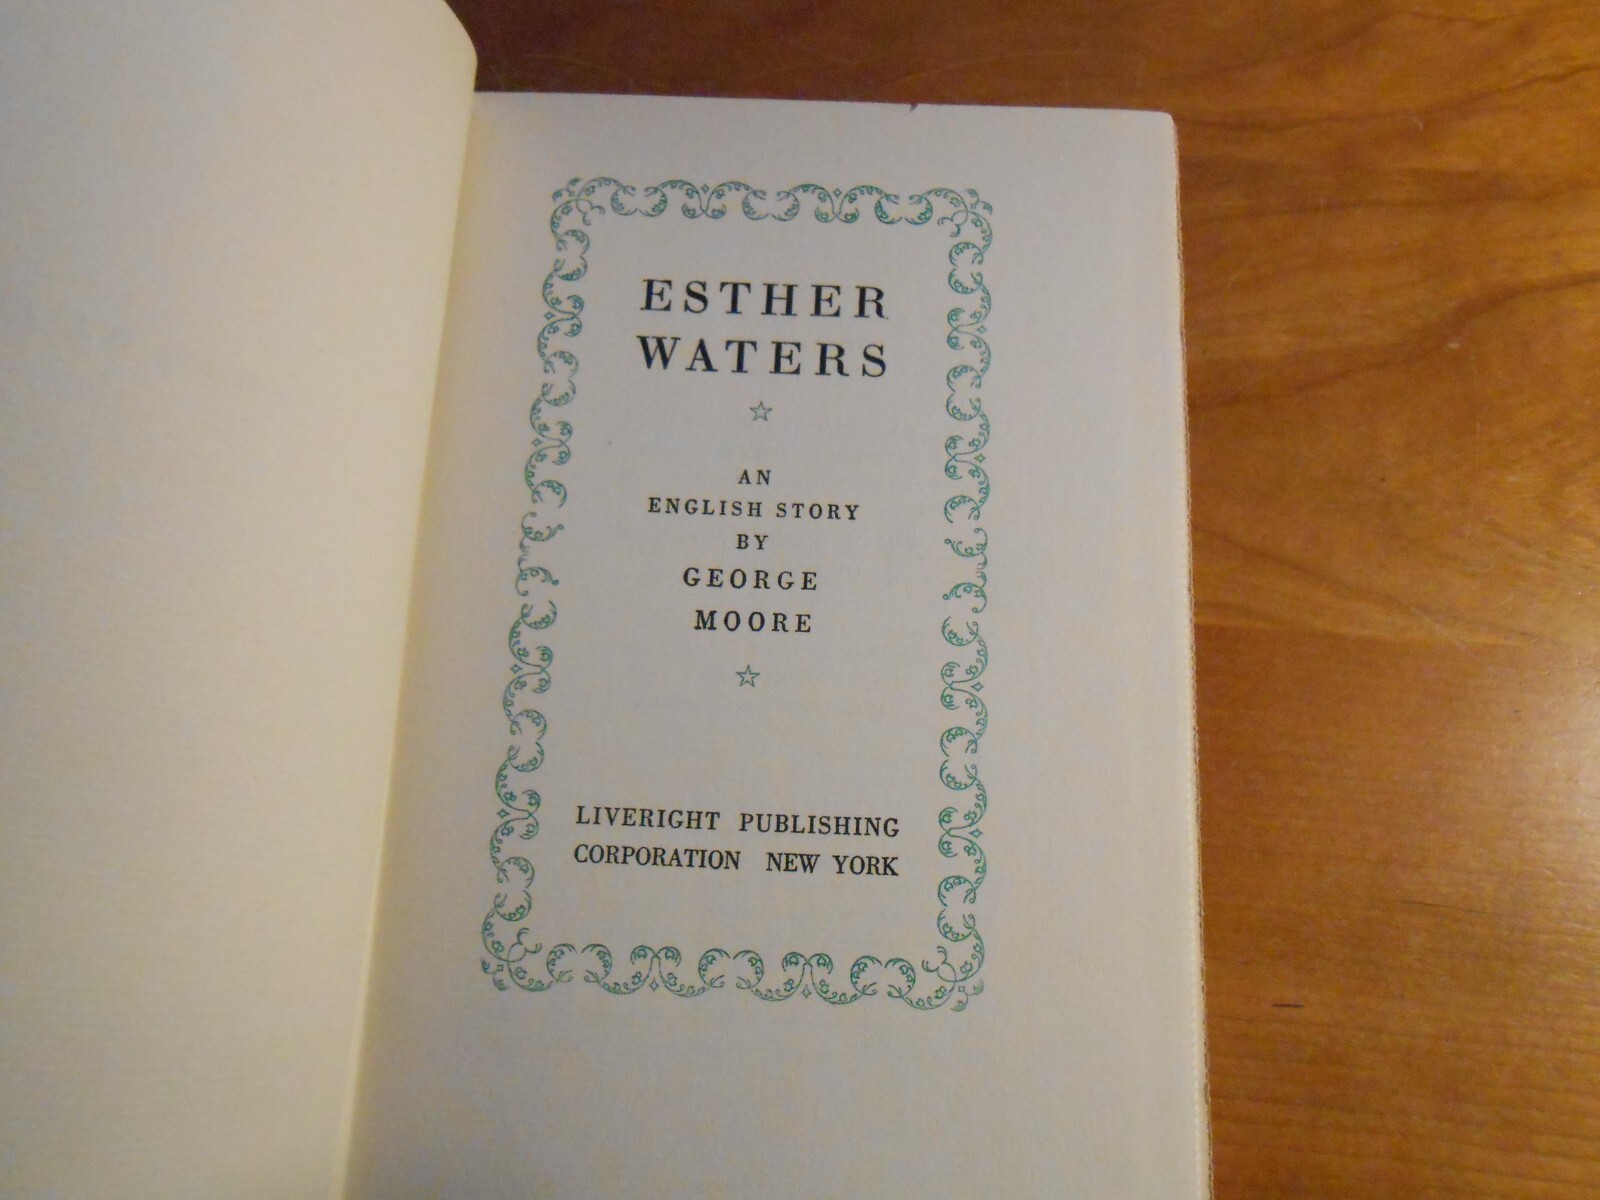 ESTHER
WATERS
AN
ENGLISH STORY
BY
GEORGE
MOORE
LIVERIGHT PUBLISHING
CORPORATION NEW YORK